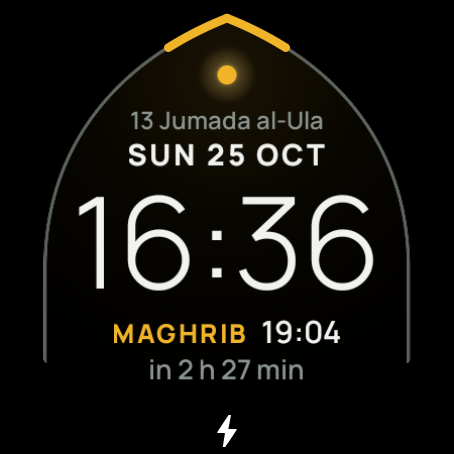 13 Jumada al-Ula
SUN 25 OCT
16:36
MAGHRIB 19:04
in 2 h 27 min